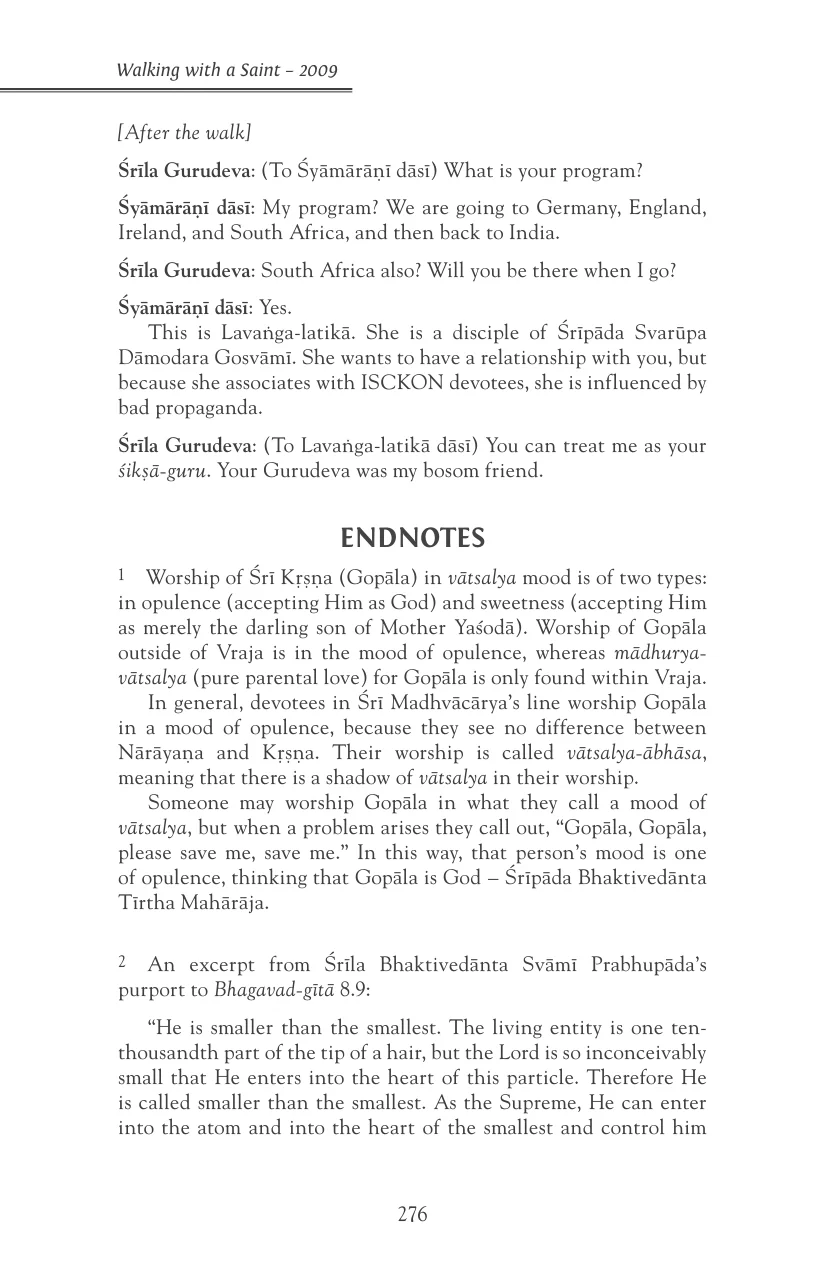 Walking with a Saint – 2009
[After the walk]
Śrīla Gurudeva: (To Śyāmārāṇī dāsī) What is your program?
Śyāmārāṇī dāsī: My program? We are going to Germany, England,
Ireland, and South Africa, and then back to India.
Śrīla Gurudeva: South Africa also? Will you be there when I go?
Śyāmārāṇī dāsī: Yes.
This is Lavaṅga-latikā. She is a disciple of Śrīpāda Svarūpa
Dāmodara Gosvāmī. She wants to have a relationship with you, but
because she associates with ISCKON devotees, she is influenced by
bad propaganda.
Śrīla Gurudeva: (To Lavaṅga-latikā dāsī) You can treat me as your
śikṣā-guru. Your Gurudeva was my bosom friend.
ENDNOTES
1 Worship of Śrī Kṛṣṇa (Gopāla) in vātsalya mood is of two types:
in opulence (accepting Him as God) and sweetness (accepting Him
as merely the darling son of Mother Yaśodā). Worship of Gopāla
outside of Vraja is in the mood of opulence, whereas mādhurya-
vātsalya (pure parental love) for Gopāla is only found within Vraja.
In general, devotees in Śrī Madhvācārya's line worship Gopāla
in a mood of opulence, because they see no difference between
Nārāyaṇa and Kṛṣṇa. Their worship is called vātsalya-ābhāsa,
meaning that there is a shadow of vātsalya in their worship.
Someone may worship Gopāla in what they call a mood of
vātsalya, but when a problem arises they call out, “Gopāla, Gopāla,
please save me, save me.” In this way, that person's mood is one
of opulence, thinking that Gopāla is God – Śrīpāda Bhaktivedānta
Tīrtha Mahārāja.
2 An excerpt from Śrīla Bhaktivedānta Svāmī Prabhupāda's
purport to Bhagavad-gītā 8.9:
“He is smaller than the smallest. The living entity is one ten-
thousandth part of the tip of a hair, but the Lord is so inconceivably
small that He enters into the heart of this particle. Therefore He
is called smaller than the smallest. As the Supreme, He can enter
into the atom and into the heart of the smallest and control him
276